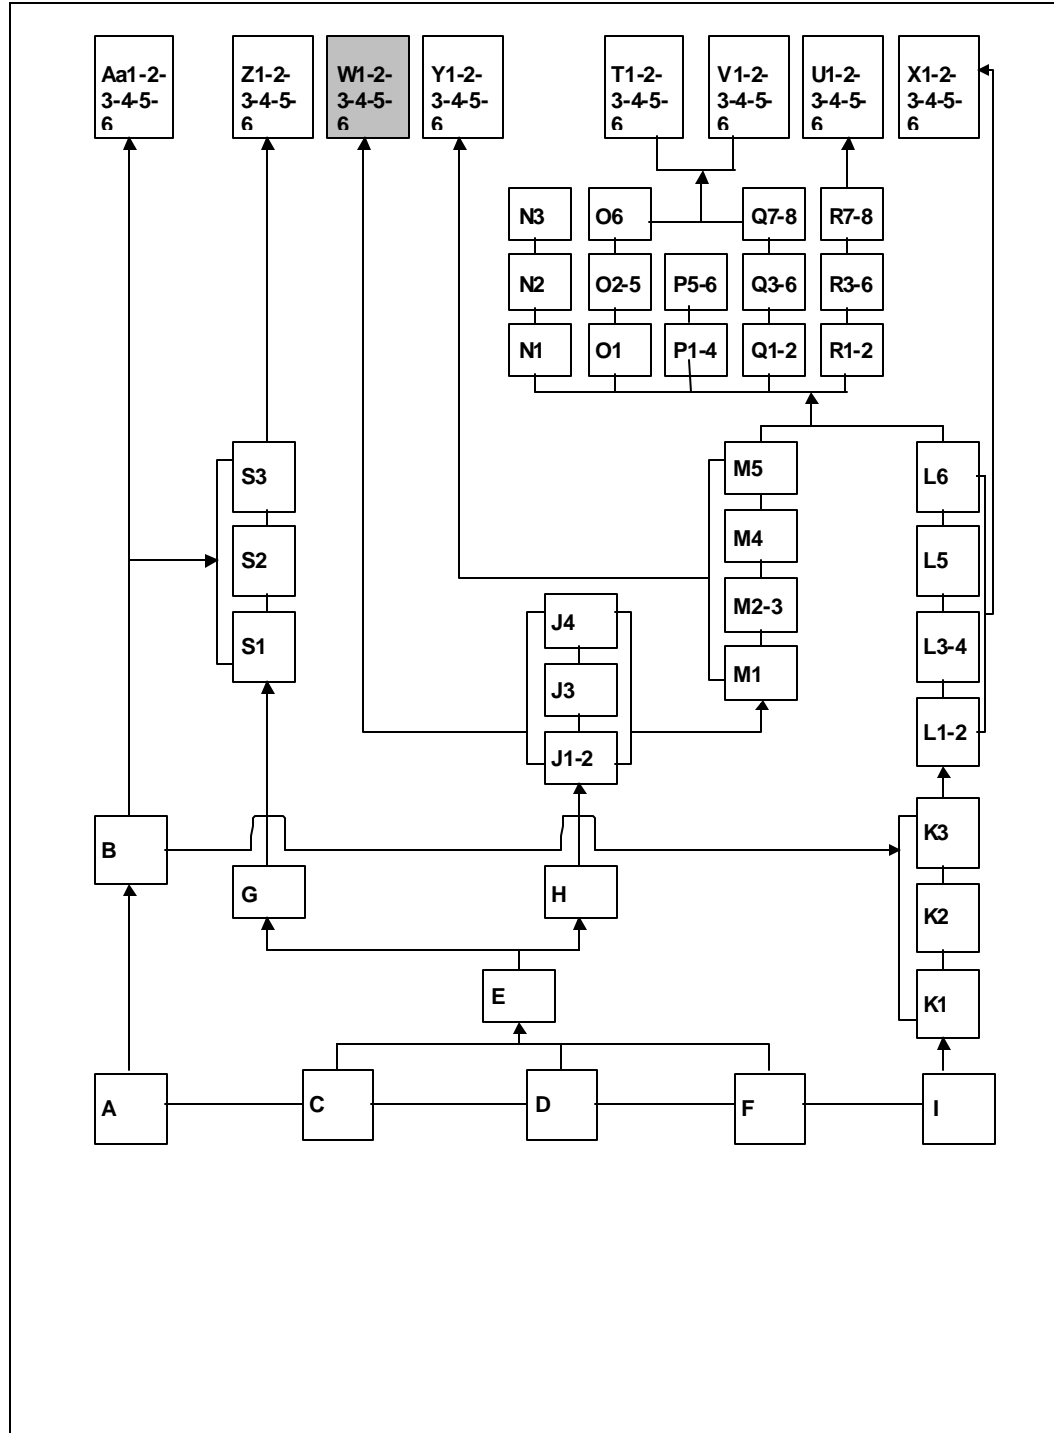 Aa1-2-
3-4-5-
6
Z1-2-
3-4-5-
6
W1-2-
3-4-5-
6
Y1-2-
3-4-5-
6
T1-2-
3-4-5-
6
V1-2-
3-4-5-
6
U1-2-
3-4-5-
6
X1-2-
3-4-5-
6
N3
O6
Q7-8
R7-8
N2
O2-5
P5-6
Q3-6
R3-6
N1
O1
P1-4
Q1-2
R1-2
S3
M5
L6
S2
M4
L5
J4
M2-3
S1
L3-4
J3
M1
J1-2
L1-2
B
K3
G
H
K2
E
K1
A
C
D
F
I